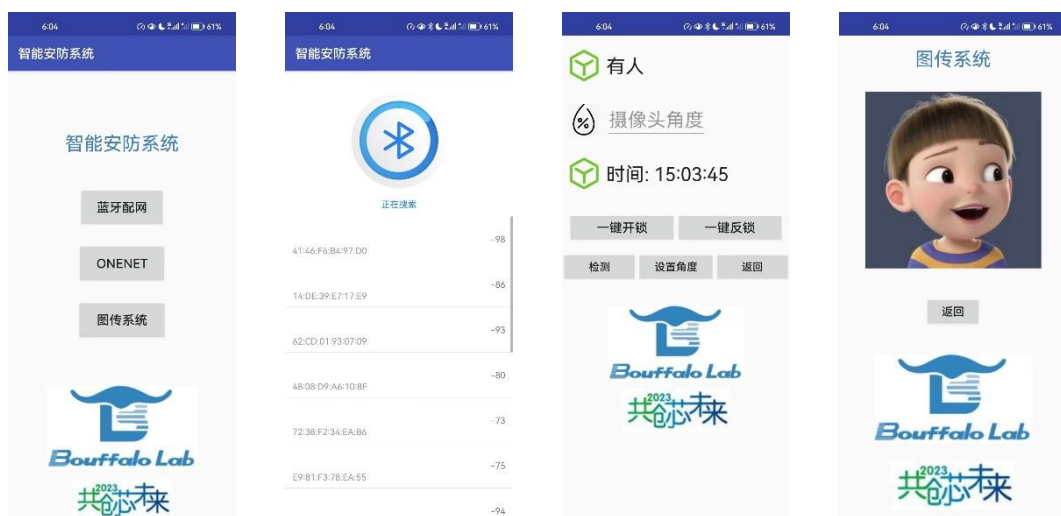 6:04
61%
智能安防系统
智能安防系统
蓝牙配网
ONENET
图传系统
Bouffalo Lab
2023
共创芯未来
6:04
61%
智能安防系统
正在搜索
-98
41:46:F6:B4:97:D0
-86
14:DE:39:E7:17:E9
-93
62:CD:01:93:07:09
-80
48:08:D9:A6:10:8F
-73
72:38:F2:34:EA:B6
-75
E9:81:F3:78:EA:55
-94
6:04
61%
有人
%
摄像头角度
时间: 15:03:45
一键开锁 一键反锁
检测 设置角度 返回
Bouffalo Lab
2023
共创芯未来
6:04
61%
图传系统
返回
Bouffalo Lab
2023
共创芯未来